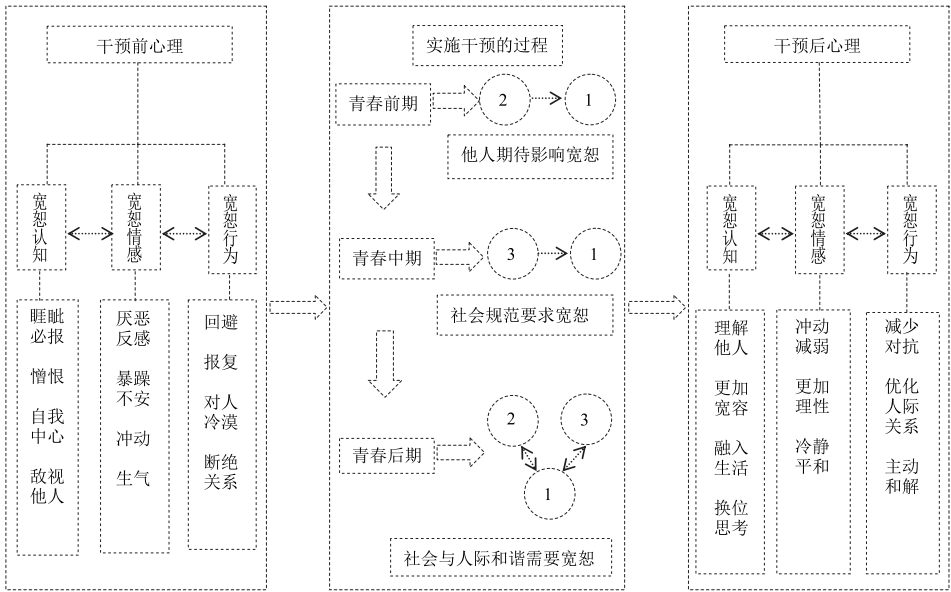 干预前心理
宽恕认知
宽恕情感
宽恕行为
睚眦
必报
憎恨
自我
中心
敌视
他人
厌恶
反感
暴躁
不安
冲动
生气
回避
报复
对人
冷漠
断绝
关系
实施干预的过程
青春前期
2
1
他人期待影响宽恕
青春中期
3
1
社会规范要求宽恕
青春后期
2
3
1
社会与人际和谐需要宽恕
干预后心理
宽恕认知
宽恕情感
宽恕行为
理解
他人
更加
宽容
融入
生活
换位
思考
冲动
减弱
更加
理性
冷静
平和
减少
对抗
优化
人际
关系
主动
和解